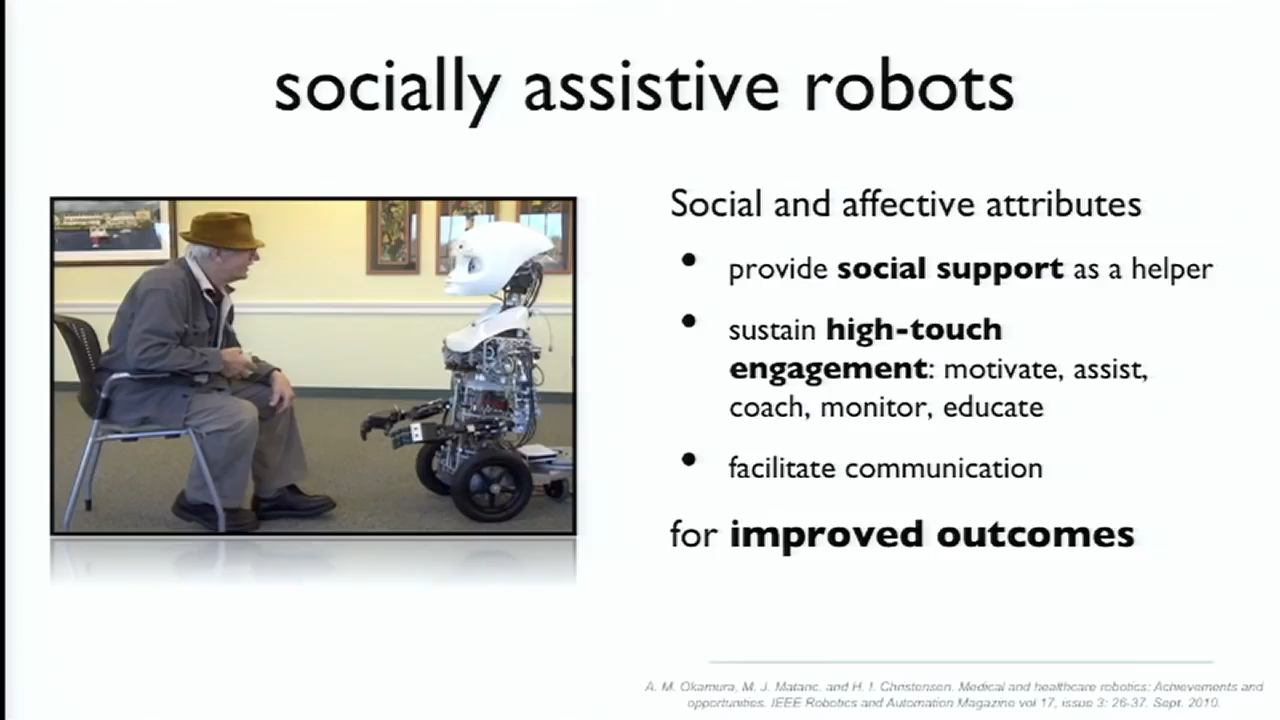 socially assistive robots
Social and affective attributes
• provide social support as a helper
• sustain high-touch
engagement: motivate, assist,
coach, monitor, educate
• facilitate communication
for improved outcomes
A. M. Okamura, M. J. Mataric, and H. I. Christensen. Medical and healthcare robotics: Achievements and
opportunities. IEEE Robotics and Automation Magazine vol 17, issue 3: 26-37. Sept. 2010.